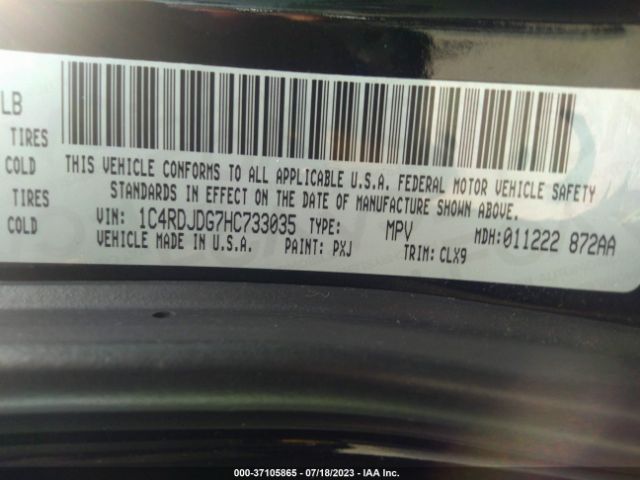 LB
TIRES
COLD
TIRES
COLD
THIS VEHICLE CONFORMS TO ALL APPLICABLE U.S.A. FEDERAL MOTOR VEHICLE SAFETY
STANDARDS IN EFFECT ON THE DATE OF MANUFACTURE SHOWN ABOVE.
VIN: 1C4RDJDG7HC733035 TYPE: MPV MDH:011222 872AA
VEHICLE MADE IN U.S.A. PAINT: PXJ TRIM: CLX9
000-37105865 - 07/18/2023 - IAA Inc.